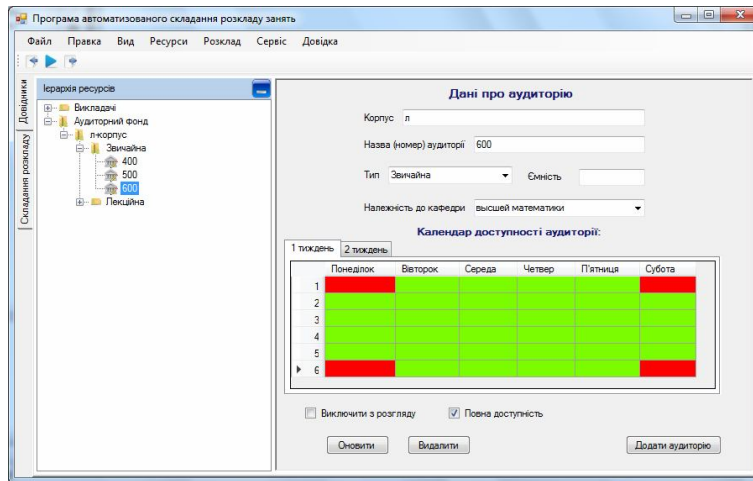 Програма автоматизованого складання розкладу занять
Файл Правка Вид Ресурси Розклад Сервіс Довідка
Довідники
Складання розкладу
Ієрархія ресурсів
Викладачі
Аудиторний фонд
л-корпус
Звичайна
400
500
600
Лекційна
Дані про аудиторію
Корпус л
Назва (номер) аудиторії 600
Тип Звичайна Ємність
Належність до кафедри высшей математики
Календар доступності аудиторії:
1 тиждень 2 тиждень
Понеділок Вівторок Середа Четвер П'ятниця Субота
1
2
3
4
5
6
Виключити з розгляду Повна доступність
Оновити Видалити Додати аудиторію